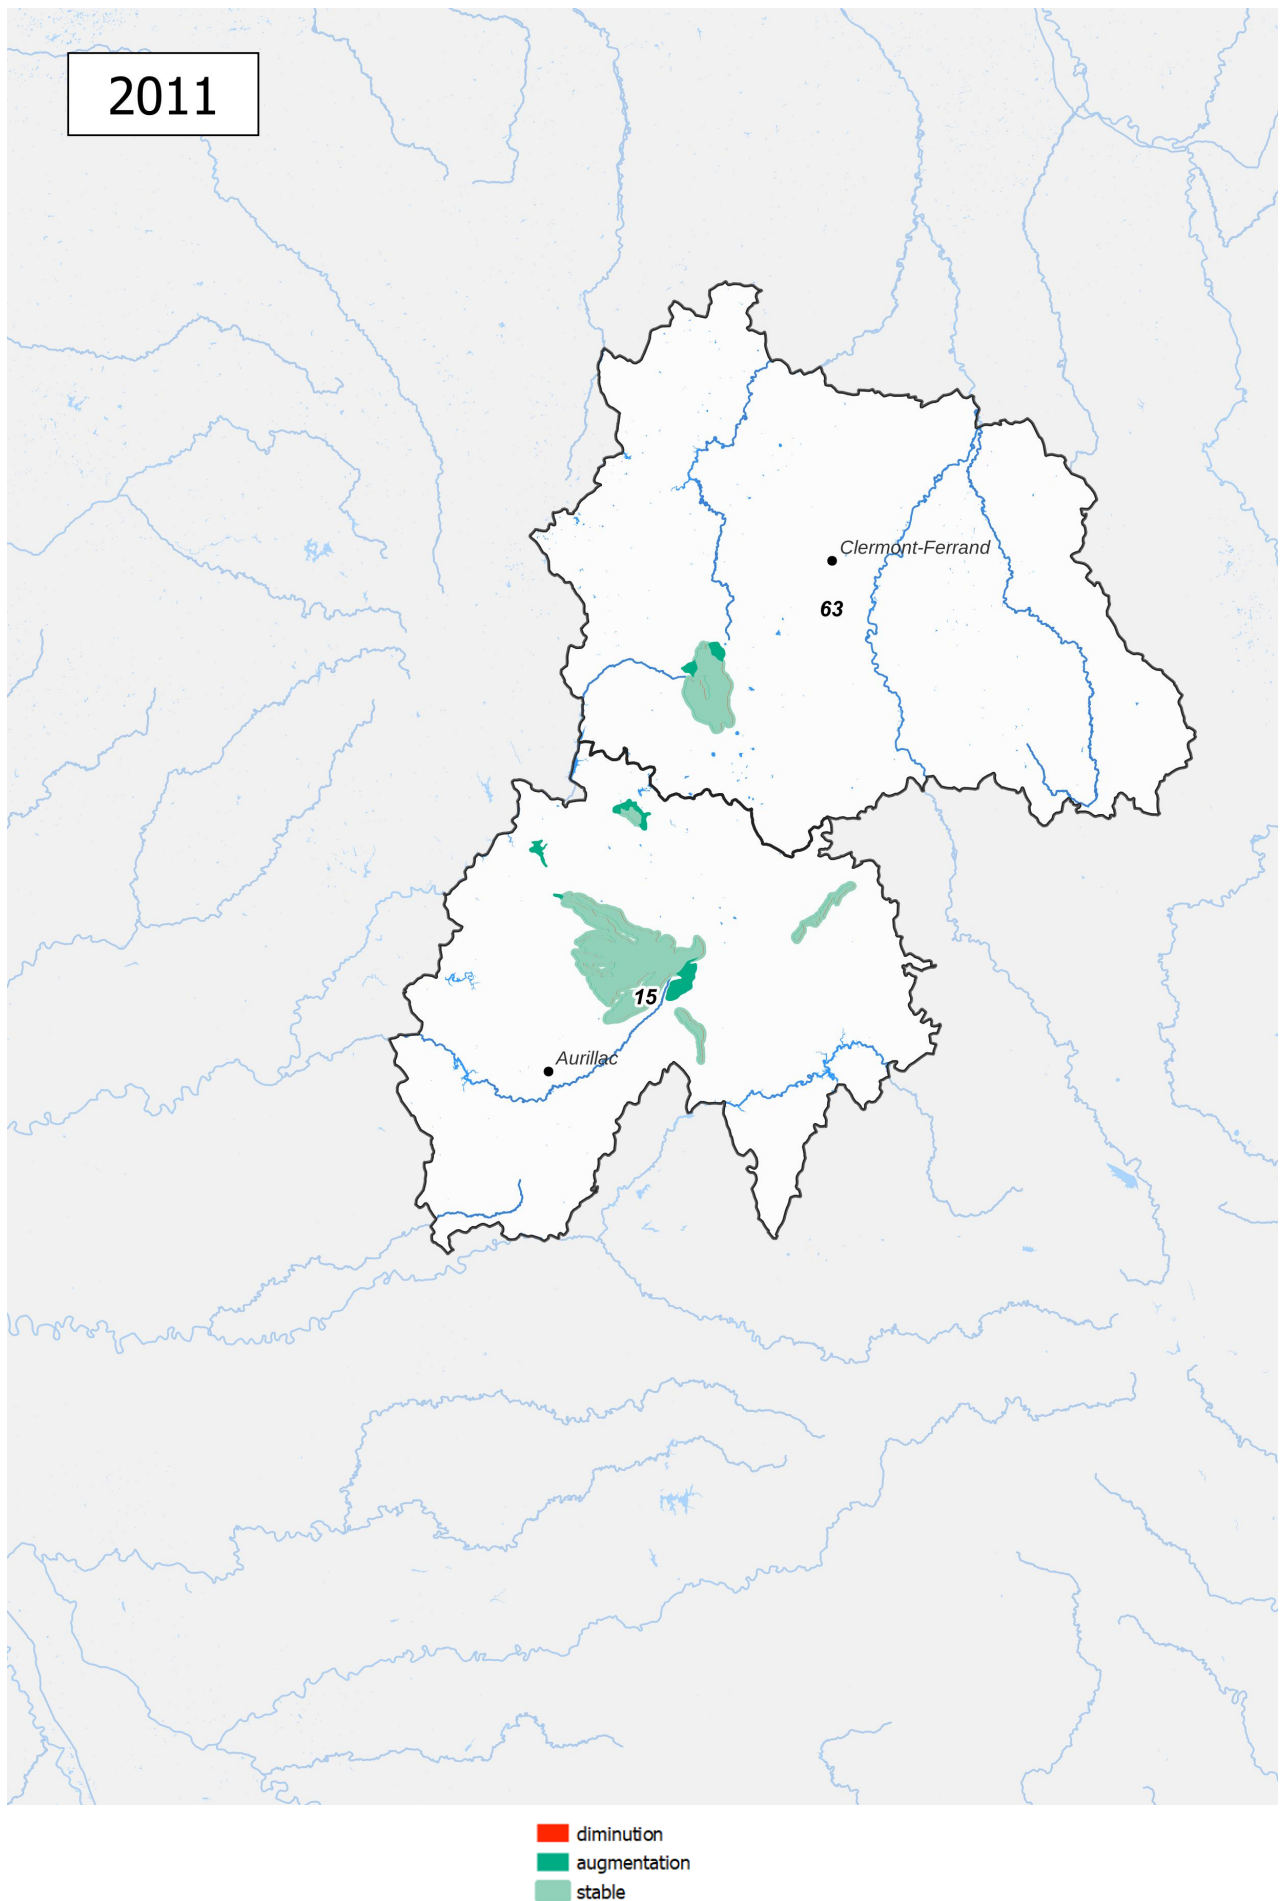 2011
Clermont-Ferrand
63
15
Aurillac
diminution
augmentation
stable